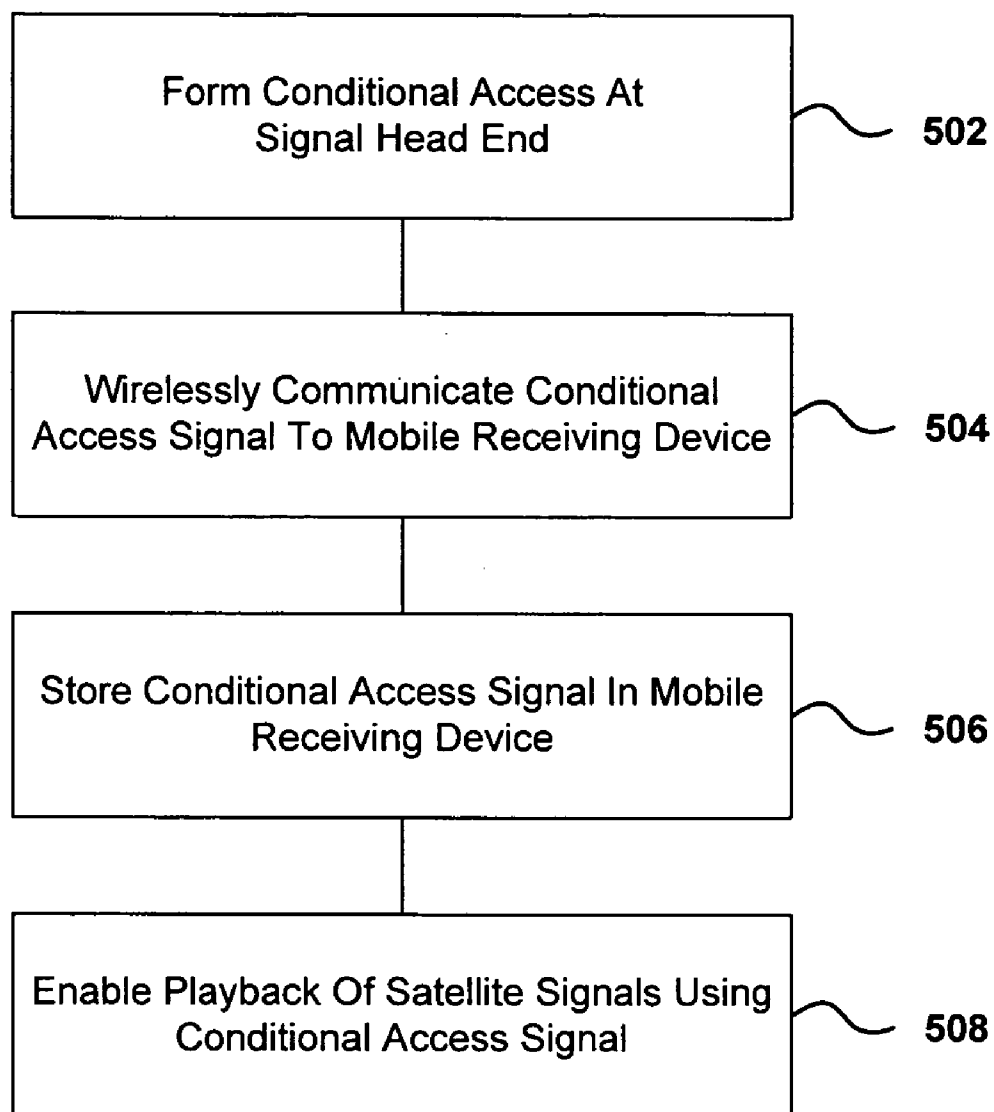 Form Conditional Access At
Signal Head End
502
Wirelessly Communicate Conditional
Access Signal To Mobile Receiving Device
504
Store Conditional Access Signal In Mobile
Receiving Device
506
Enable Playback Of Satellite Signals Using
Conditional Access Signal
508